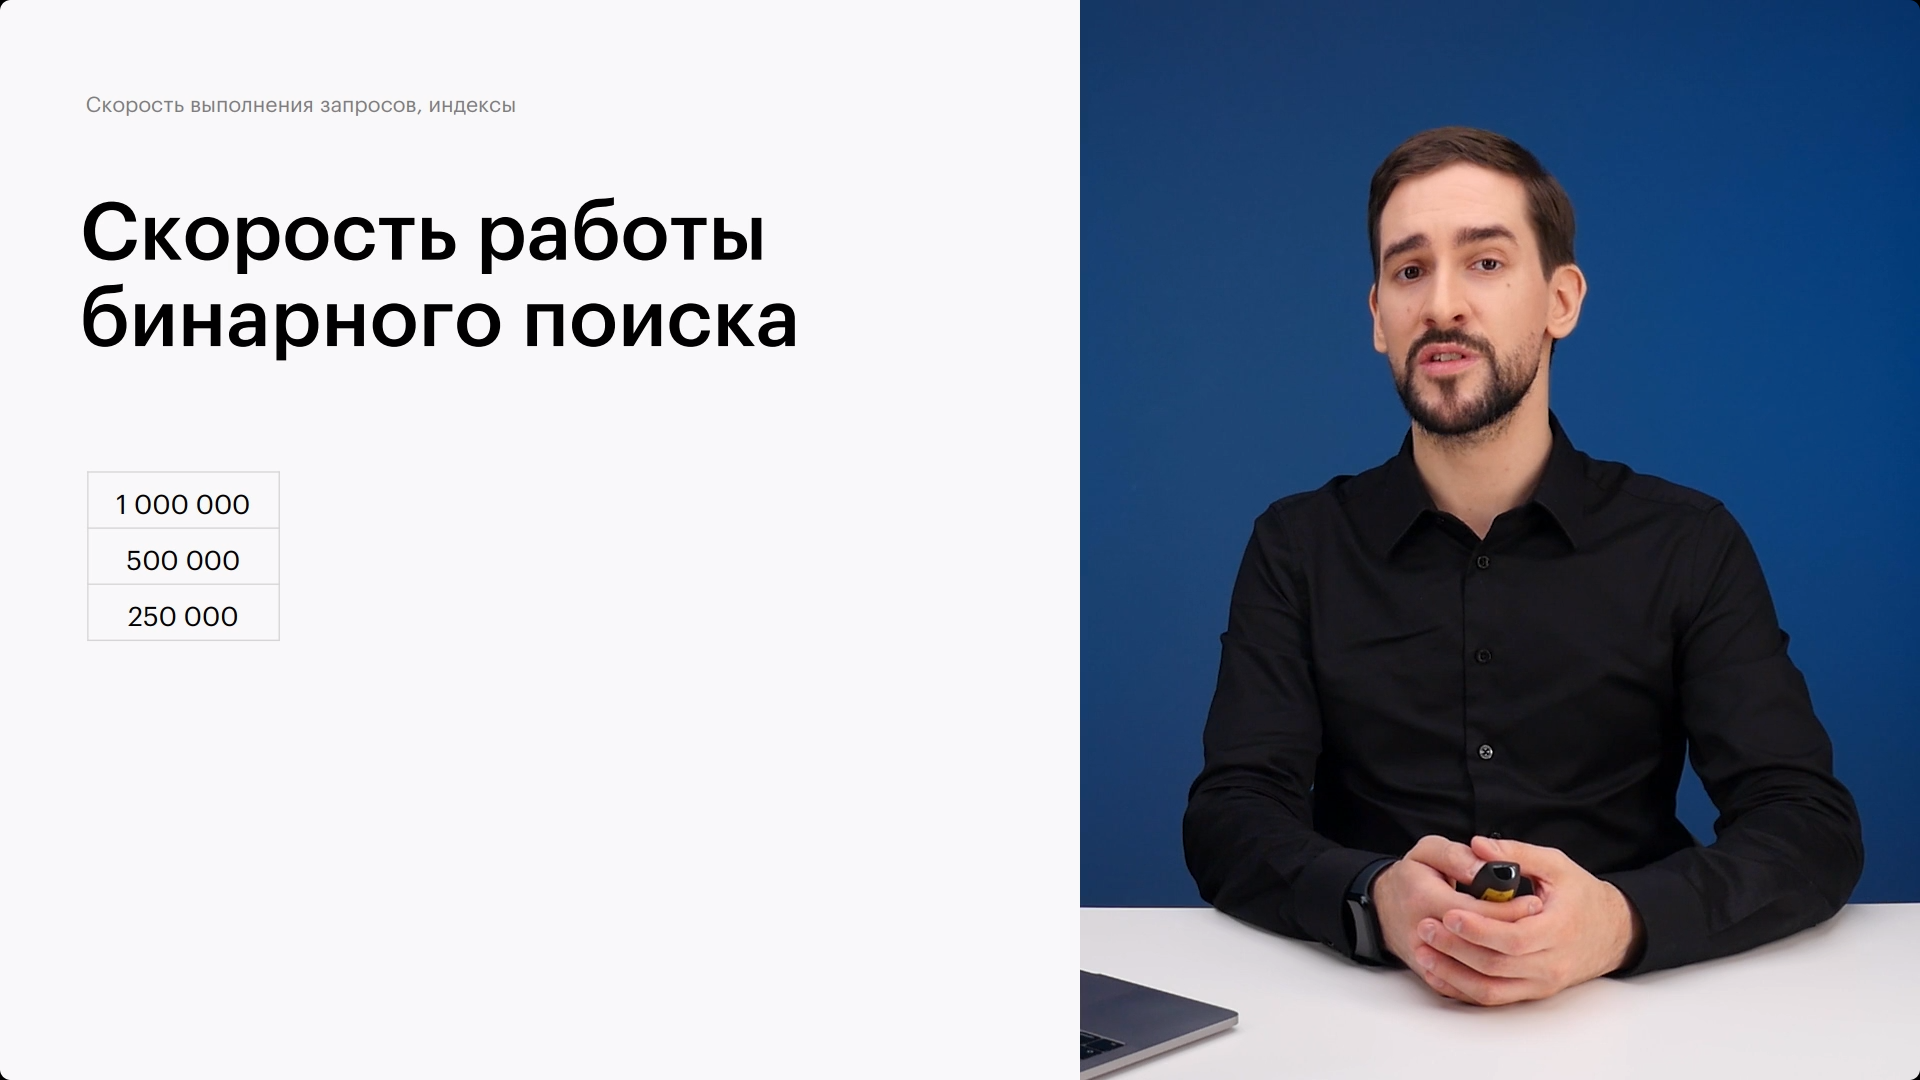 Скорость выполнения запросов, индексы
Скорость работы
бинарного поиска
1 000 000
500 000
250 000